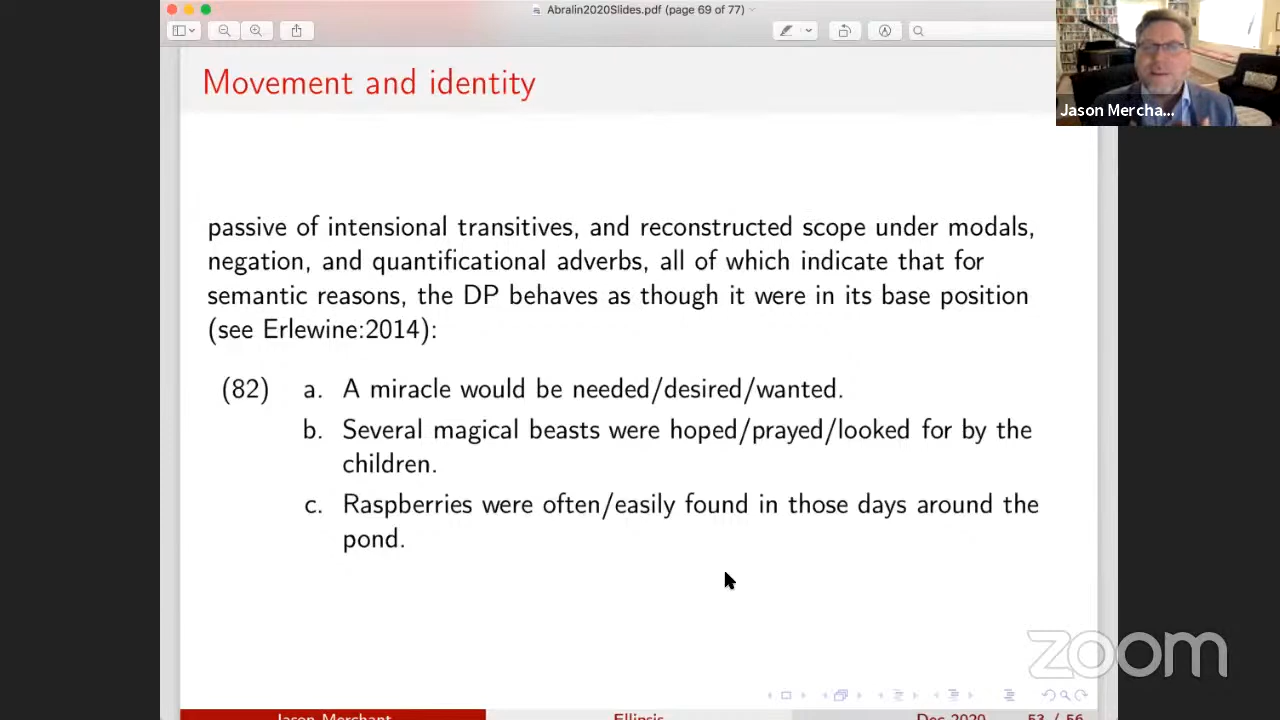 Abralin2020Slides.pdf (page 69 of 77)
Jason Mercha...
Movement and identity
passive of intensional transitives, and reconstructed scope under modals,
negation, and quantificational adverbs, all of which indicate that for
semantic reasons, the DP behaves as though it were in its base position
(see Erlewine:2014):
(82) a. A miracle would be needed/desired/wanted.
b. Several magical beasts were hoped/prayed/looked for by the
children.
c. Raspberries were often/easily found in those days around the
pond.
zoom
Jason Merchant Ellipsis Dec 2020 53 / 56